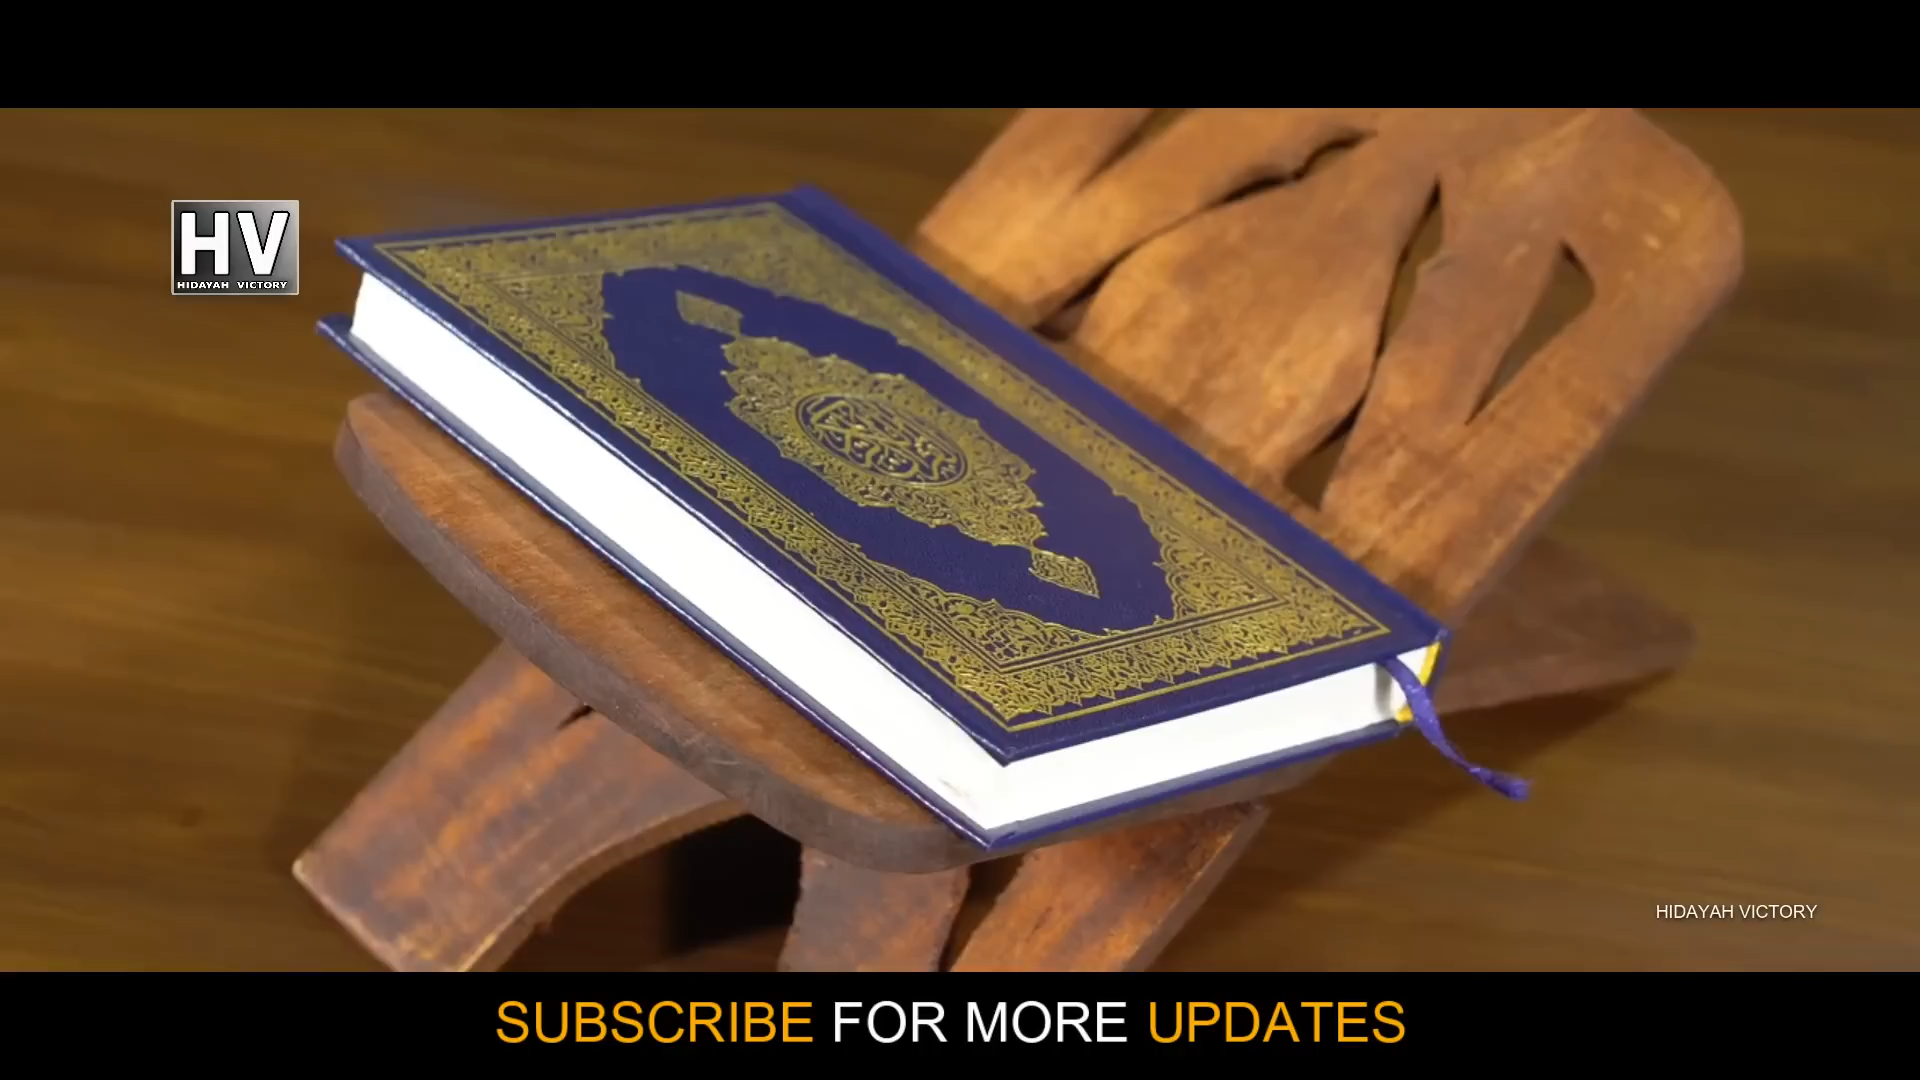 HV
HIDAYAH VICTORY
HIDAYAH VICTORY
SUBSCRIBE FOR MORE UPDATES